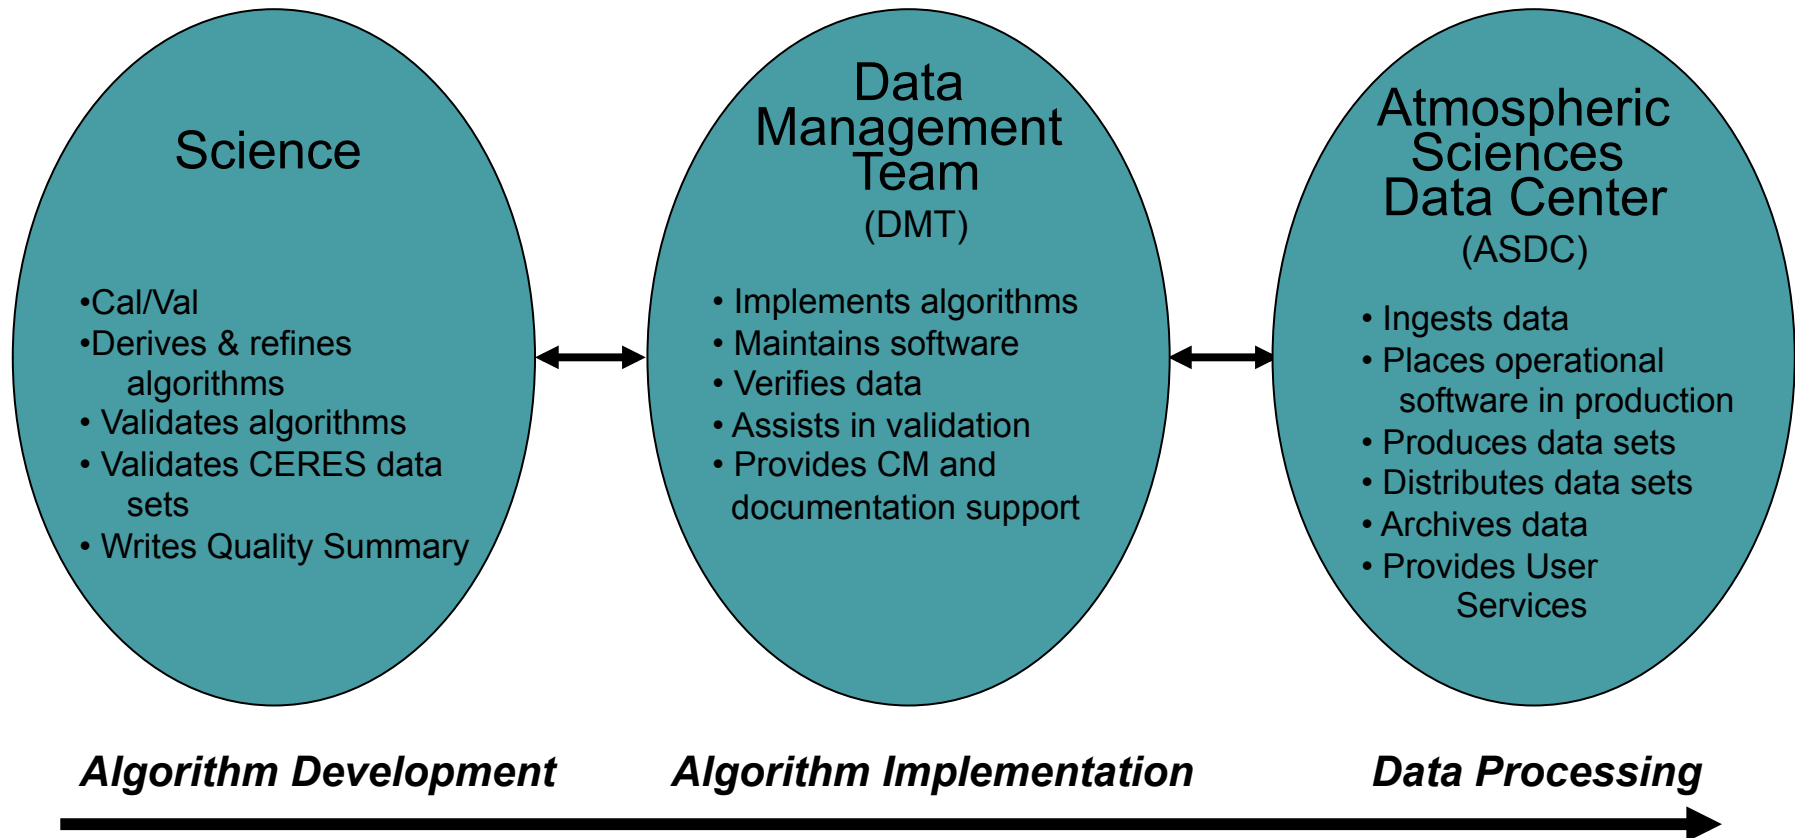 Science
•Cal/Val
•Derives & refines
algorithms
• Validates algorithms
• Validates CERES data
sets
• Writes Quality Summary
Data
Management
Team
(DMT)
• Implements algorithms
• Maintains software
• Verifies data
• Assists in validation
• Provides CM and
documentation support
Atmospheric
Sciences
Data Center
(ASDC)
• Ingests data
• Places operational
software in production
• Produces data sets
• Distributes data sets
• Archives data
• Provides User
Services
Algorithm Development
Algorithm Implementation
Data Processing